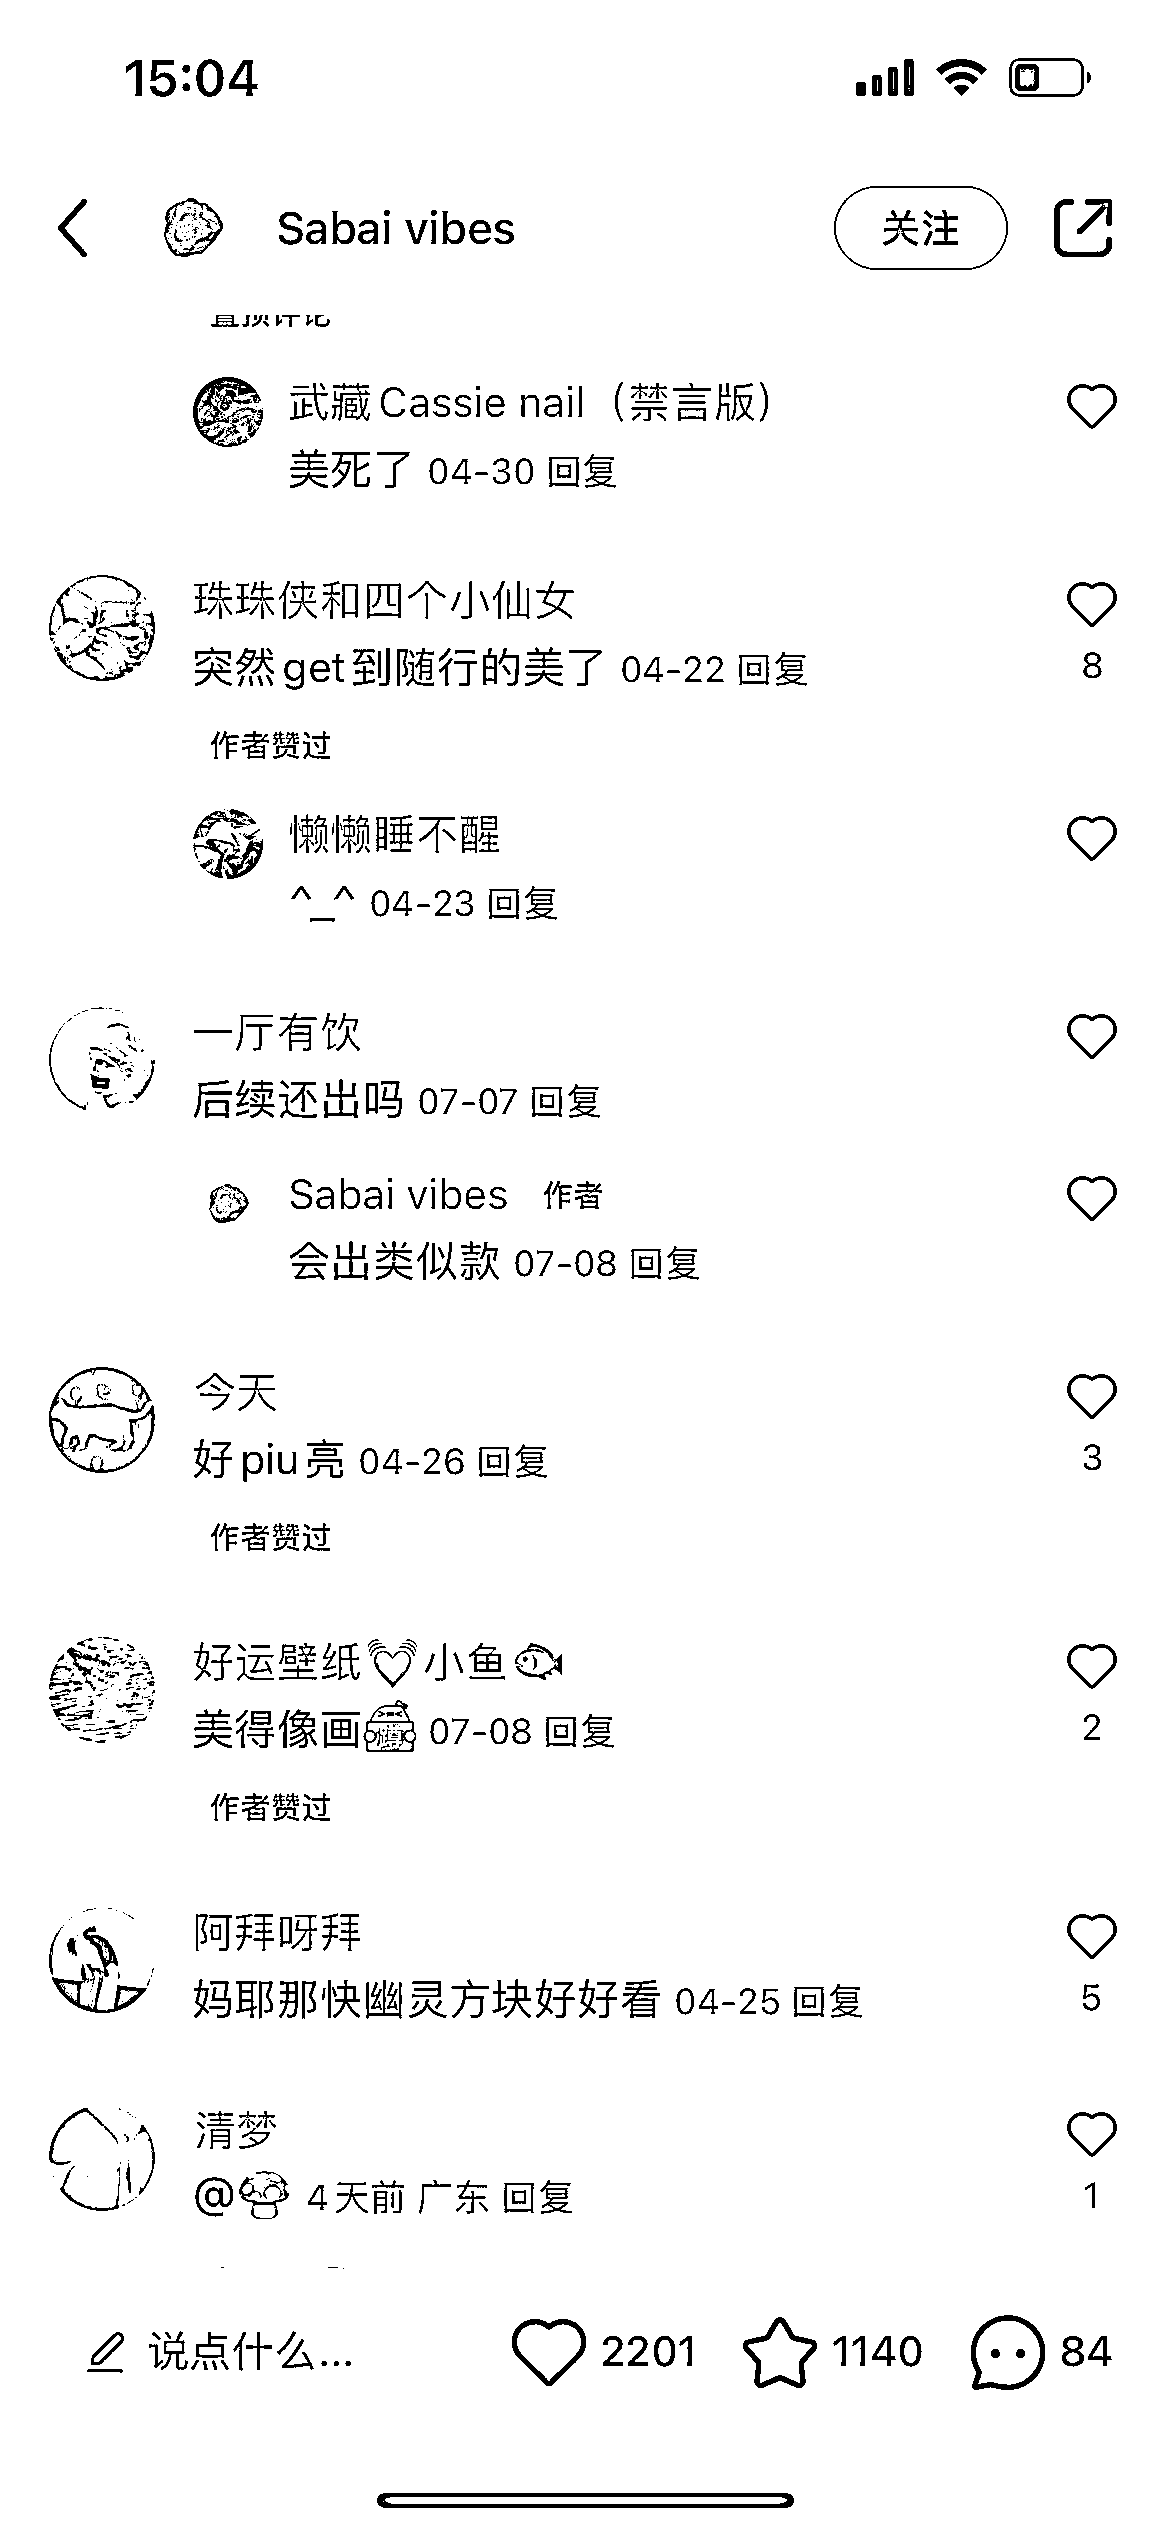 15:04
Sabai vibes 关注
置顶评论
武藏Cassie nail（禁言版）
美死了 04-30 回复
珠珠侠和四个小仙女
突然get到随行的美了 04-22 回复
8
作者赞过
懒懒睡不醒
^_^ 04-23 回复
一厅有饮
后续还出吗 07-07 回复
Sabai vibes 作者
会出类似款 07-08 回复
今天
好piu亮 04-26 回复
3
作者赞过
好运壁纸💓小鱼🐟
美得像画 07-08 回复
2
作者赞过
阿拜呀拜
妈耶那快幽灵方块好好看 04-25 回复
5
清梦
@🍄 4天前 广东 回复
1
说点什么... 2201 1140 84